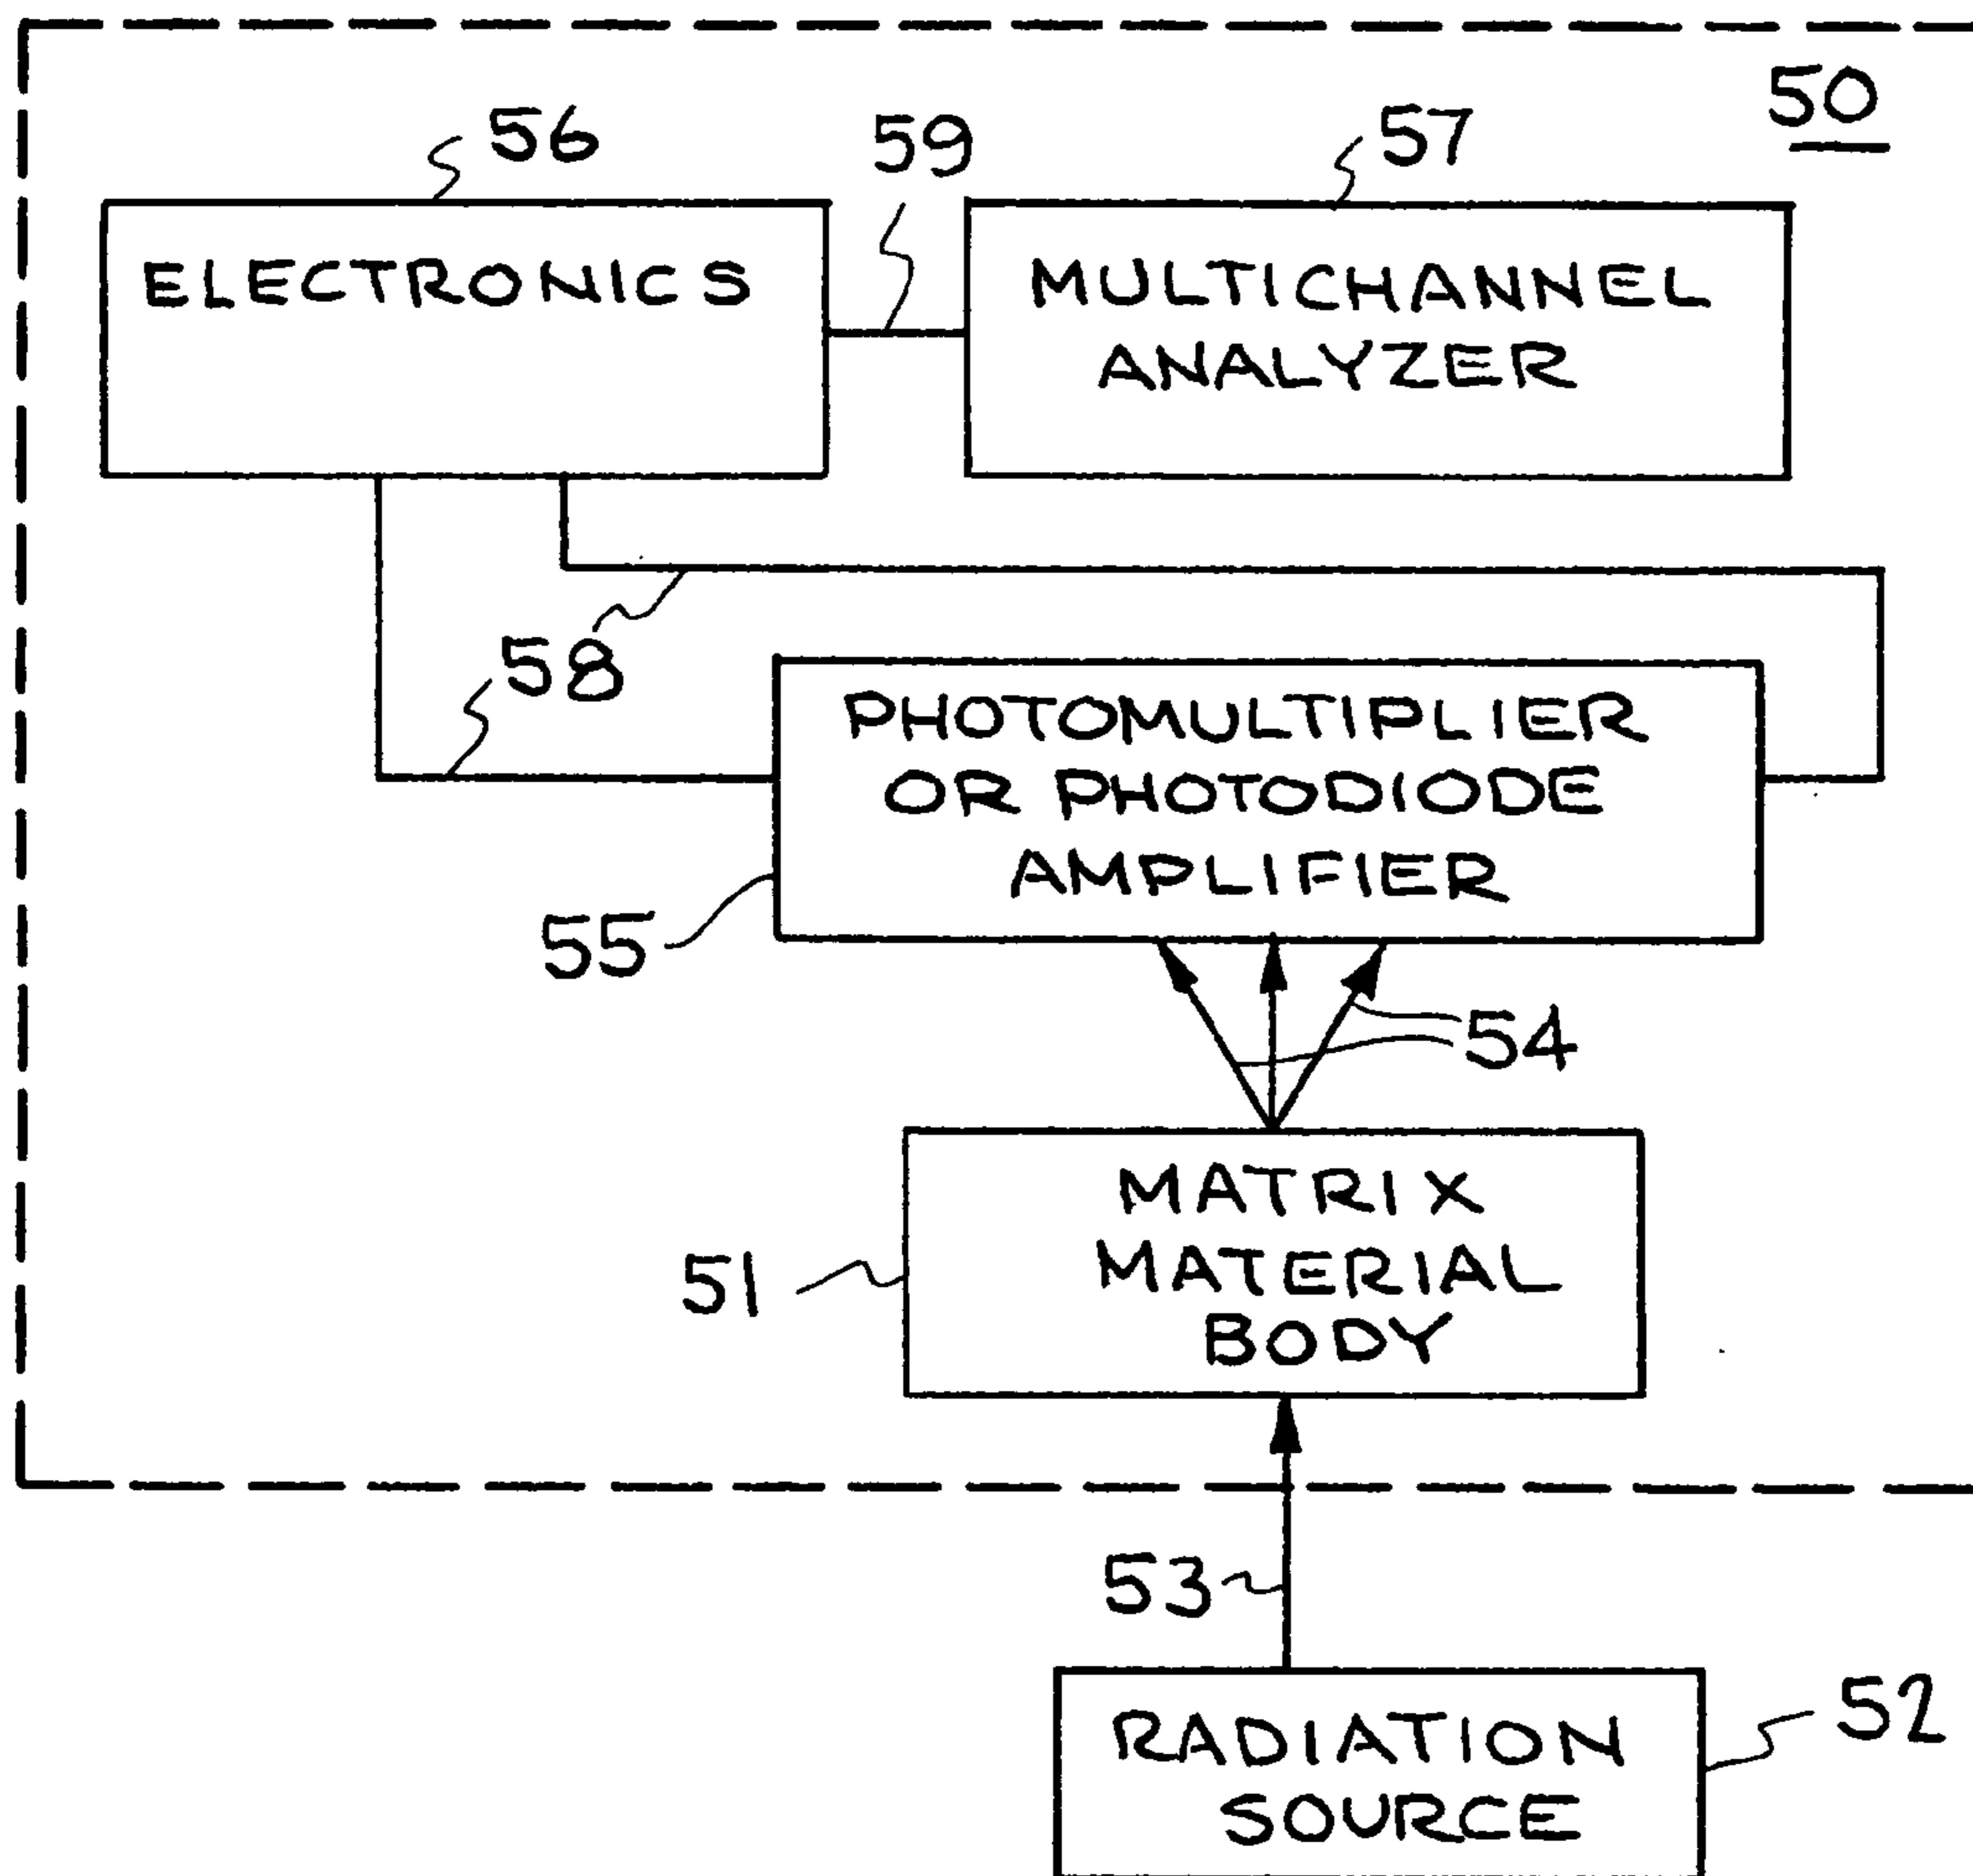 50
56
59
57
ELECTRONICS
MULTICHANNEL
ANALYZER
58
PHOTOMULTIPLIER
OR PHOTODIODE
AMPLIFIER
55
54
MATRIX
MATERIAL
BODY
51
53
RADIATION
SOURCE
52